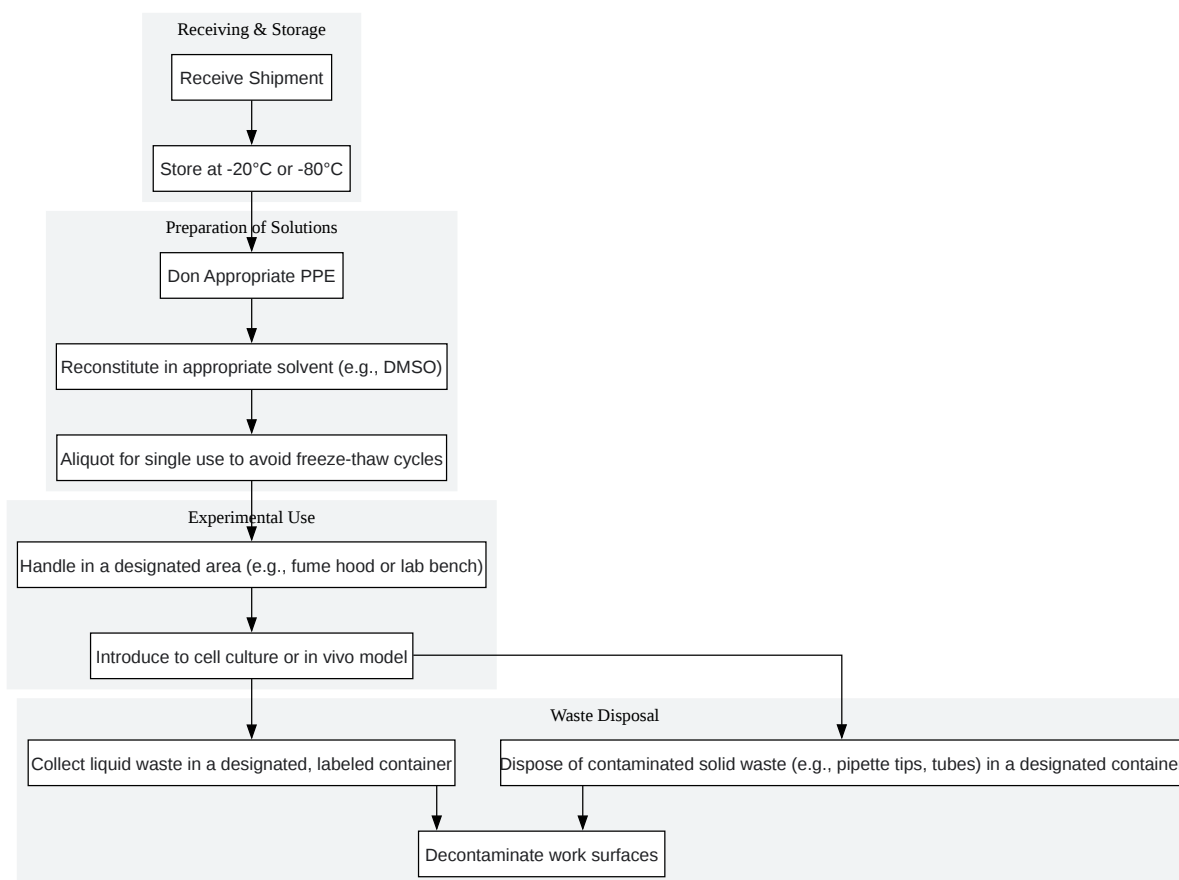 Receiving & Storage
Receive Shipment
Store at -20°C or -80°C
Preparation of Solutions
Don Appropriate PPE
Reconstitute in appropriate solvent (e.g., DMSO)
Aliquot for single use to avoid freeze-thaw cycles
Experimental Use
Handle in a designated area (e.g., fume hood or lab bench)
Introduce to cell culture or in vivo model
Waste Disposal
Collect liquid waste in a designated, labeled container
Dispose of contaminated solid waste (e.g., pipette tips, tubes) in a designated containe
Decontaminate work surfaces